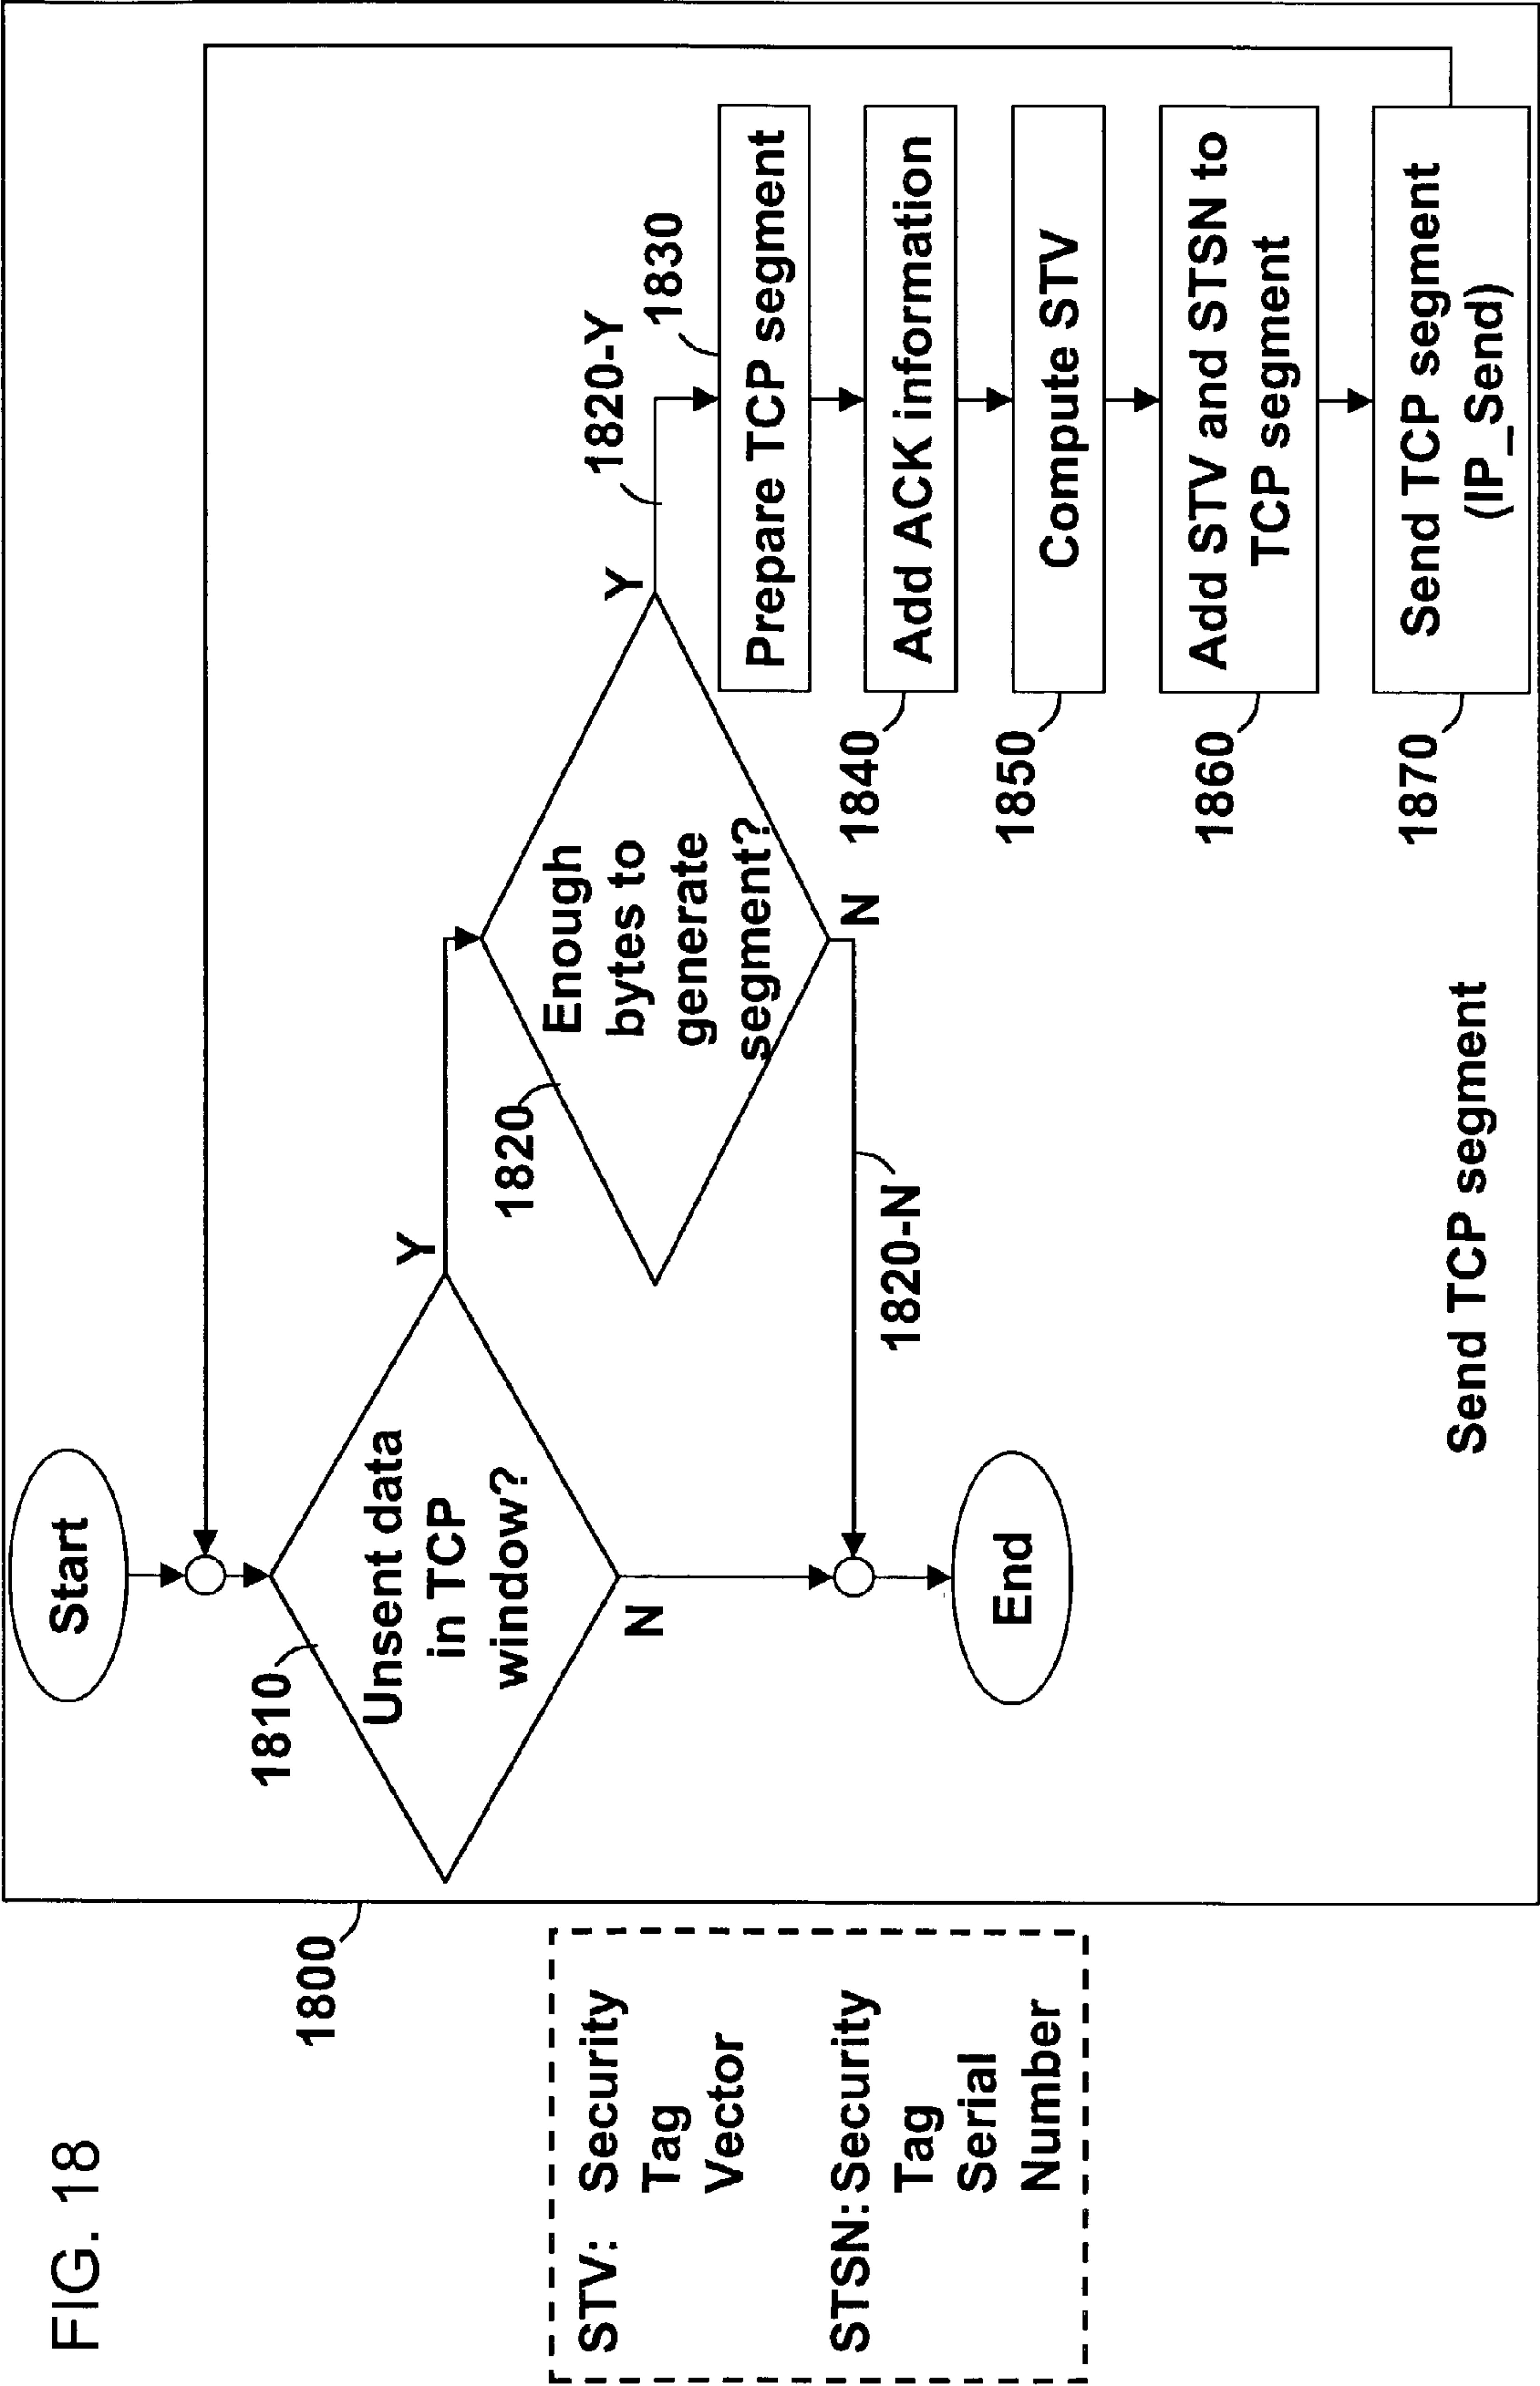 FIG. 18
STV: Security
Tag
Vector
STSN:Security
Tag
Serial
Number
1800
Start
1810
Unsent data
in TCP
window?
Y
N
1820
Enough
bytes to
generate
segment?
Y
N
1820-Y
1820-N
1830
Prepare TCP segment
1840
Add ACK information
1850
Compute STV
1860
Add STV and STSN to
TCP segment
1870
Send TCP segment
(IP_Send)
End
Send TCP segment